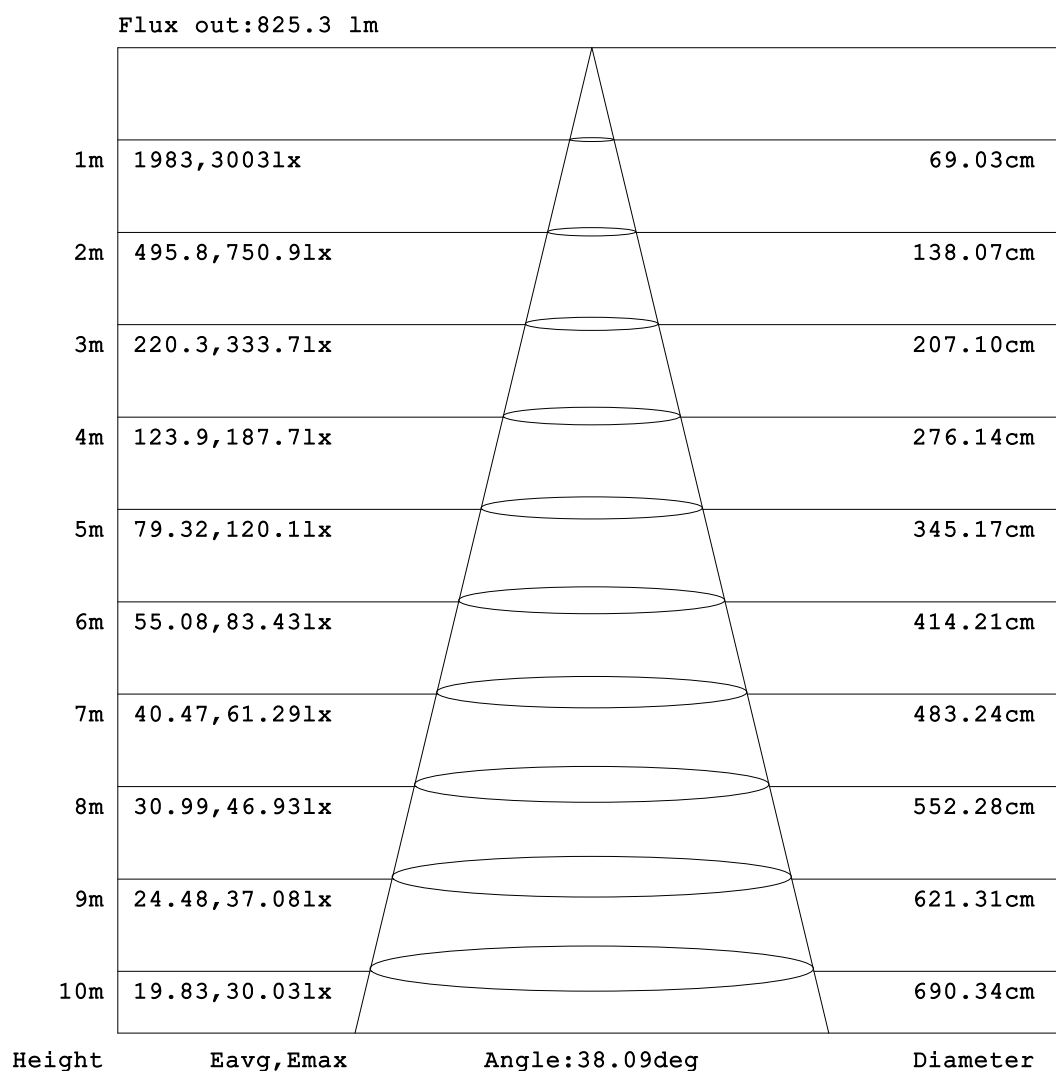 Flux out:825.3 lm
1m 1983,3003lx 69.03cm
2m 495.8,750.9lx 138.07cm
3m 220.3,333.7lx 207.10cm
4m 123.9,187.7lx 276.14cm
5m 79.32,120.1lx 345.17cm
6m 55.08,83.43lx 414.21cm
7m 40.47,61.29lx 483.24cm
8m 30.99,46.93lx 552.28cm
9m 24.48,37.08lx 621.31cm
10m 19.83,30.03lx 690.34cm
Height Eavg,Emax Angle:38.09deg Diameter